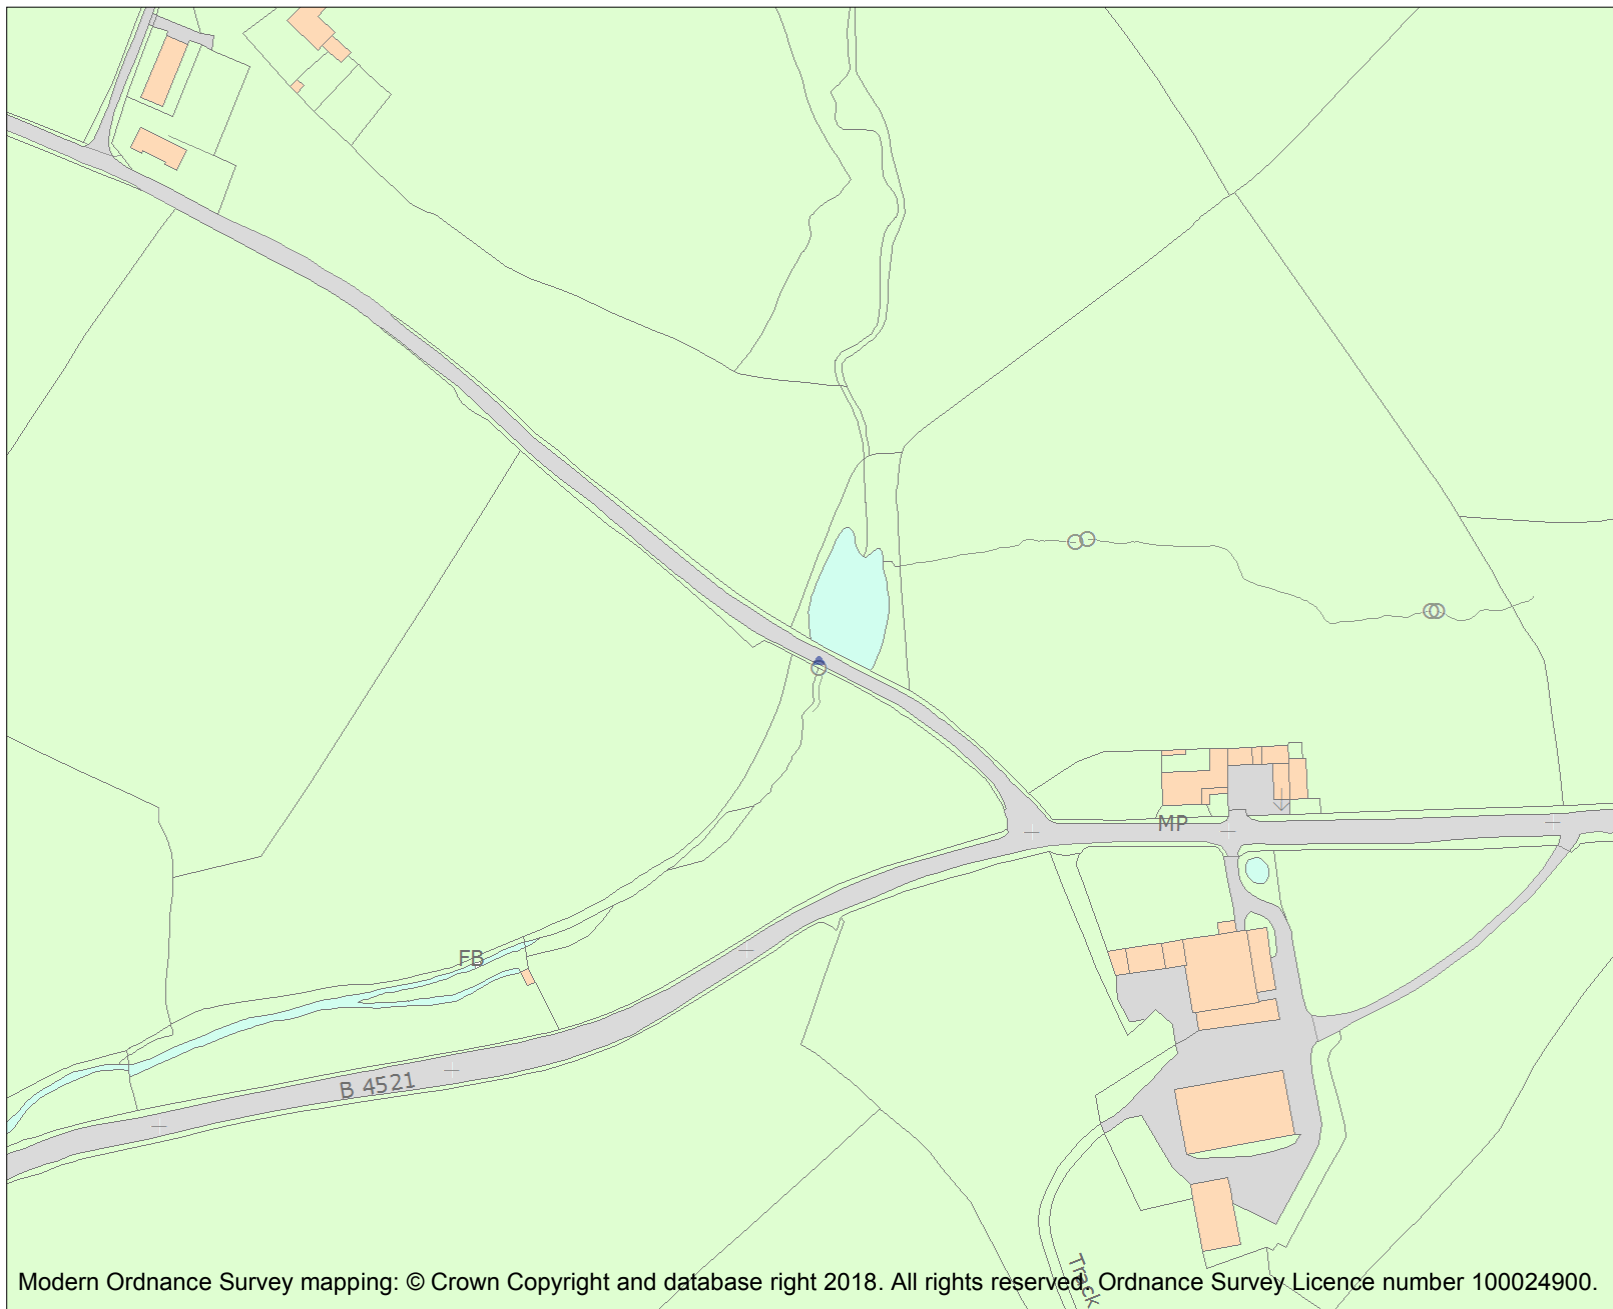 MP
FB
B 4521
Track
Modern Ordnance Survey mapping: © Crown Copyright and database right 2018. All rights reserved. Ordnance Survey Licence number 100024900.